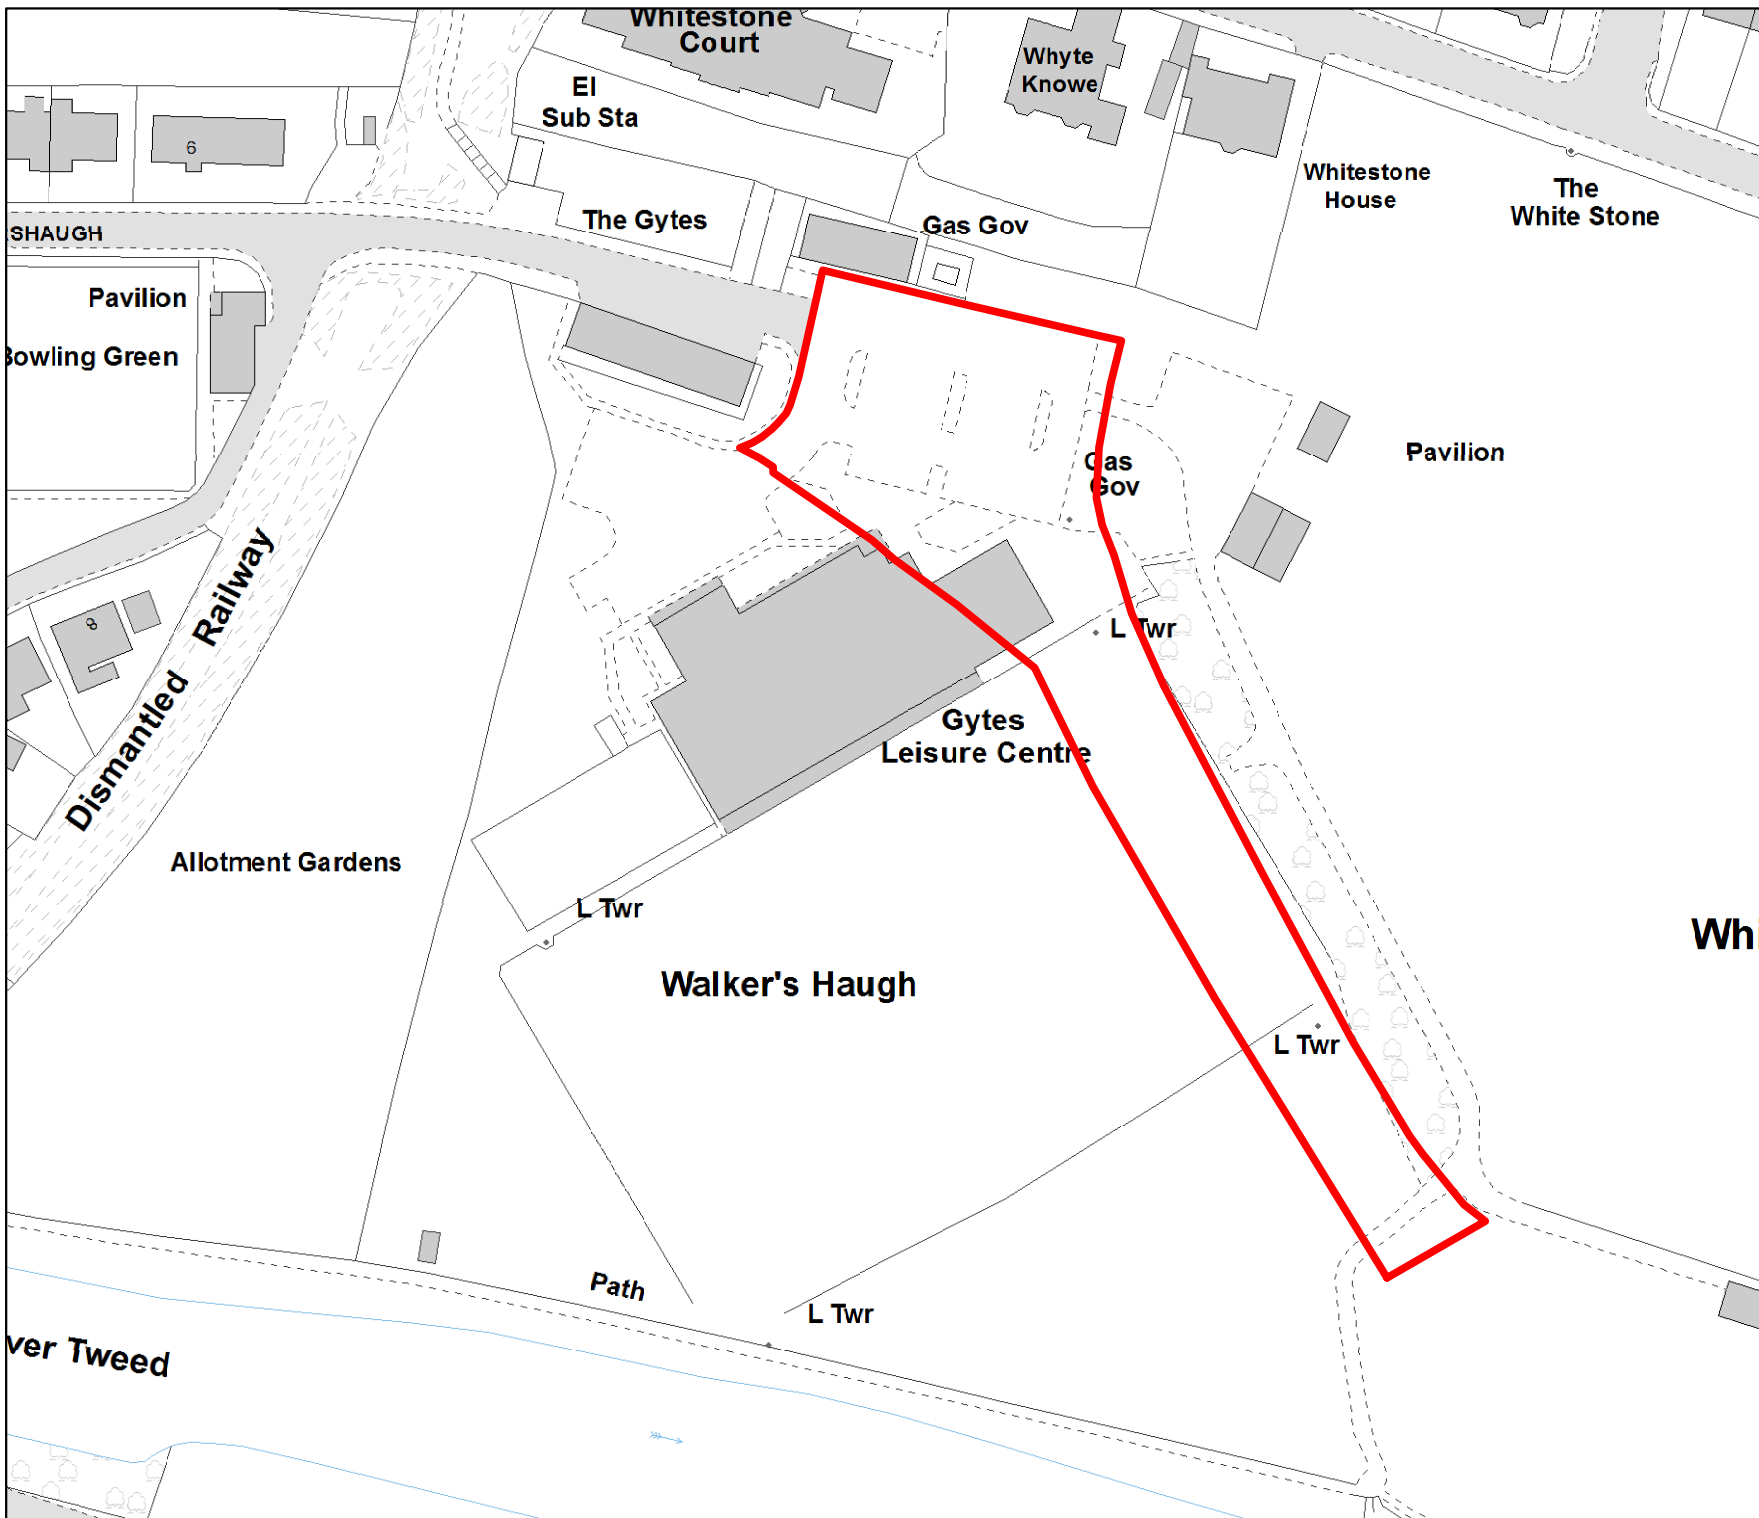 Whitestone
Court
Whyte
Knowe
El
Sub Sta
6
Whitestone
House
The
White Stone
The Gytes
Gas Gov
SHAUGH
Pavilion
Bowling Green
Pavilion
Gas
Gov
Dismantled Railway
8
L Twr
Gytes
Leisure Centre
Allotment Gardens
L Twr
Whi
Walker's Haugh
L Twr
Path
L Twr
ver Tweed